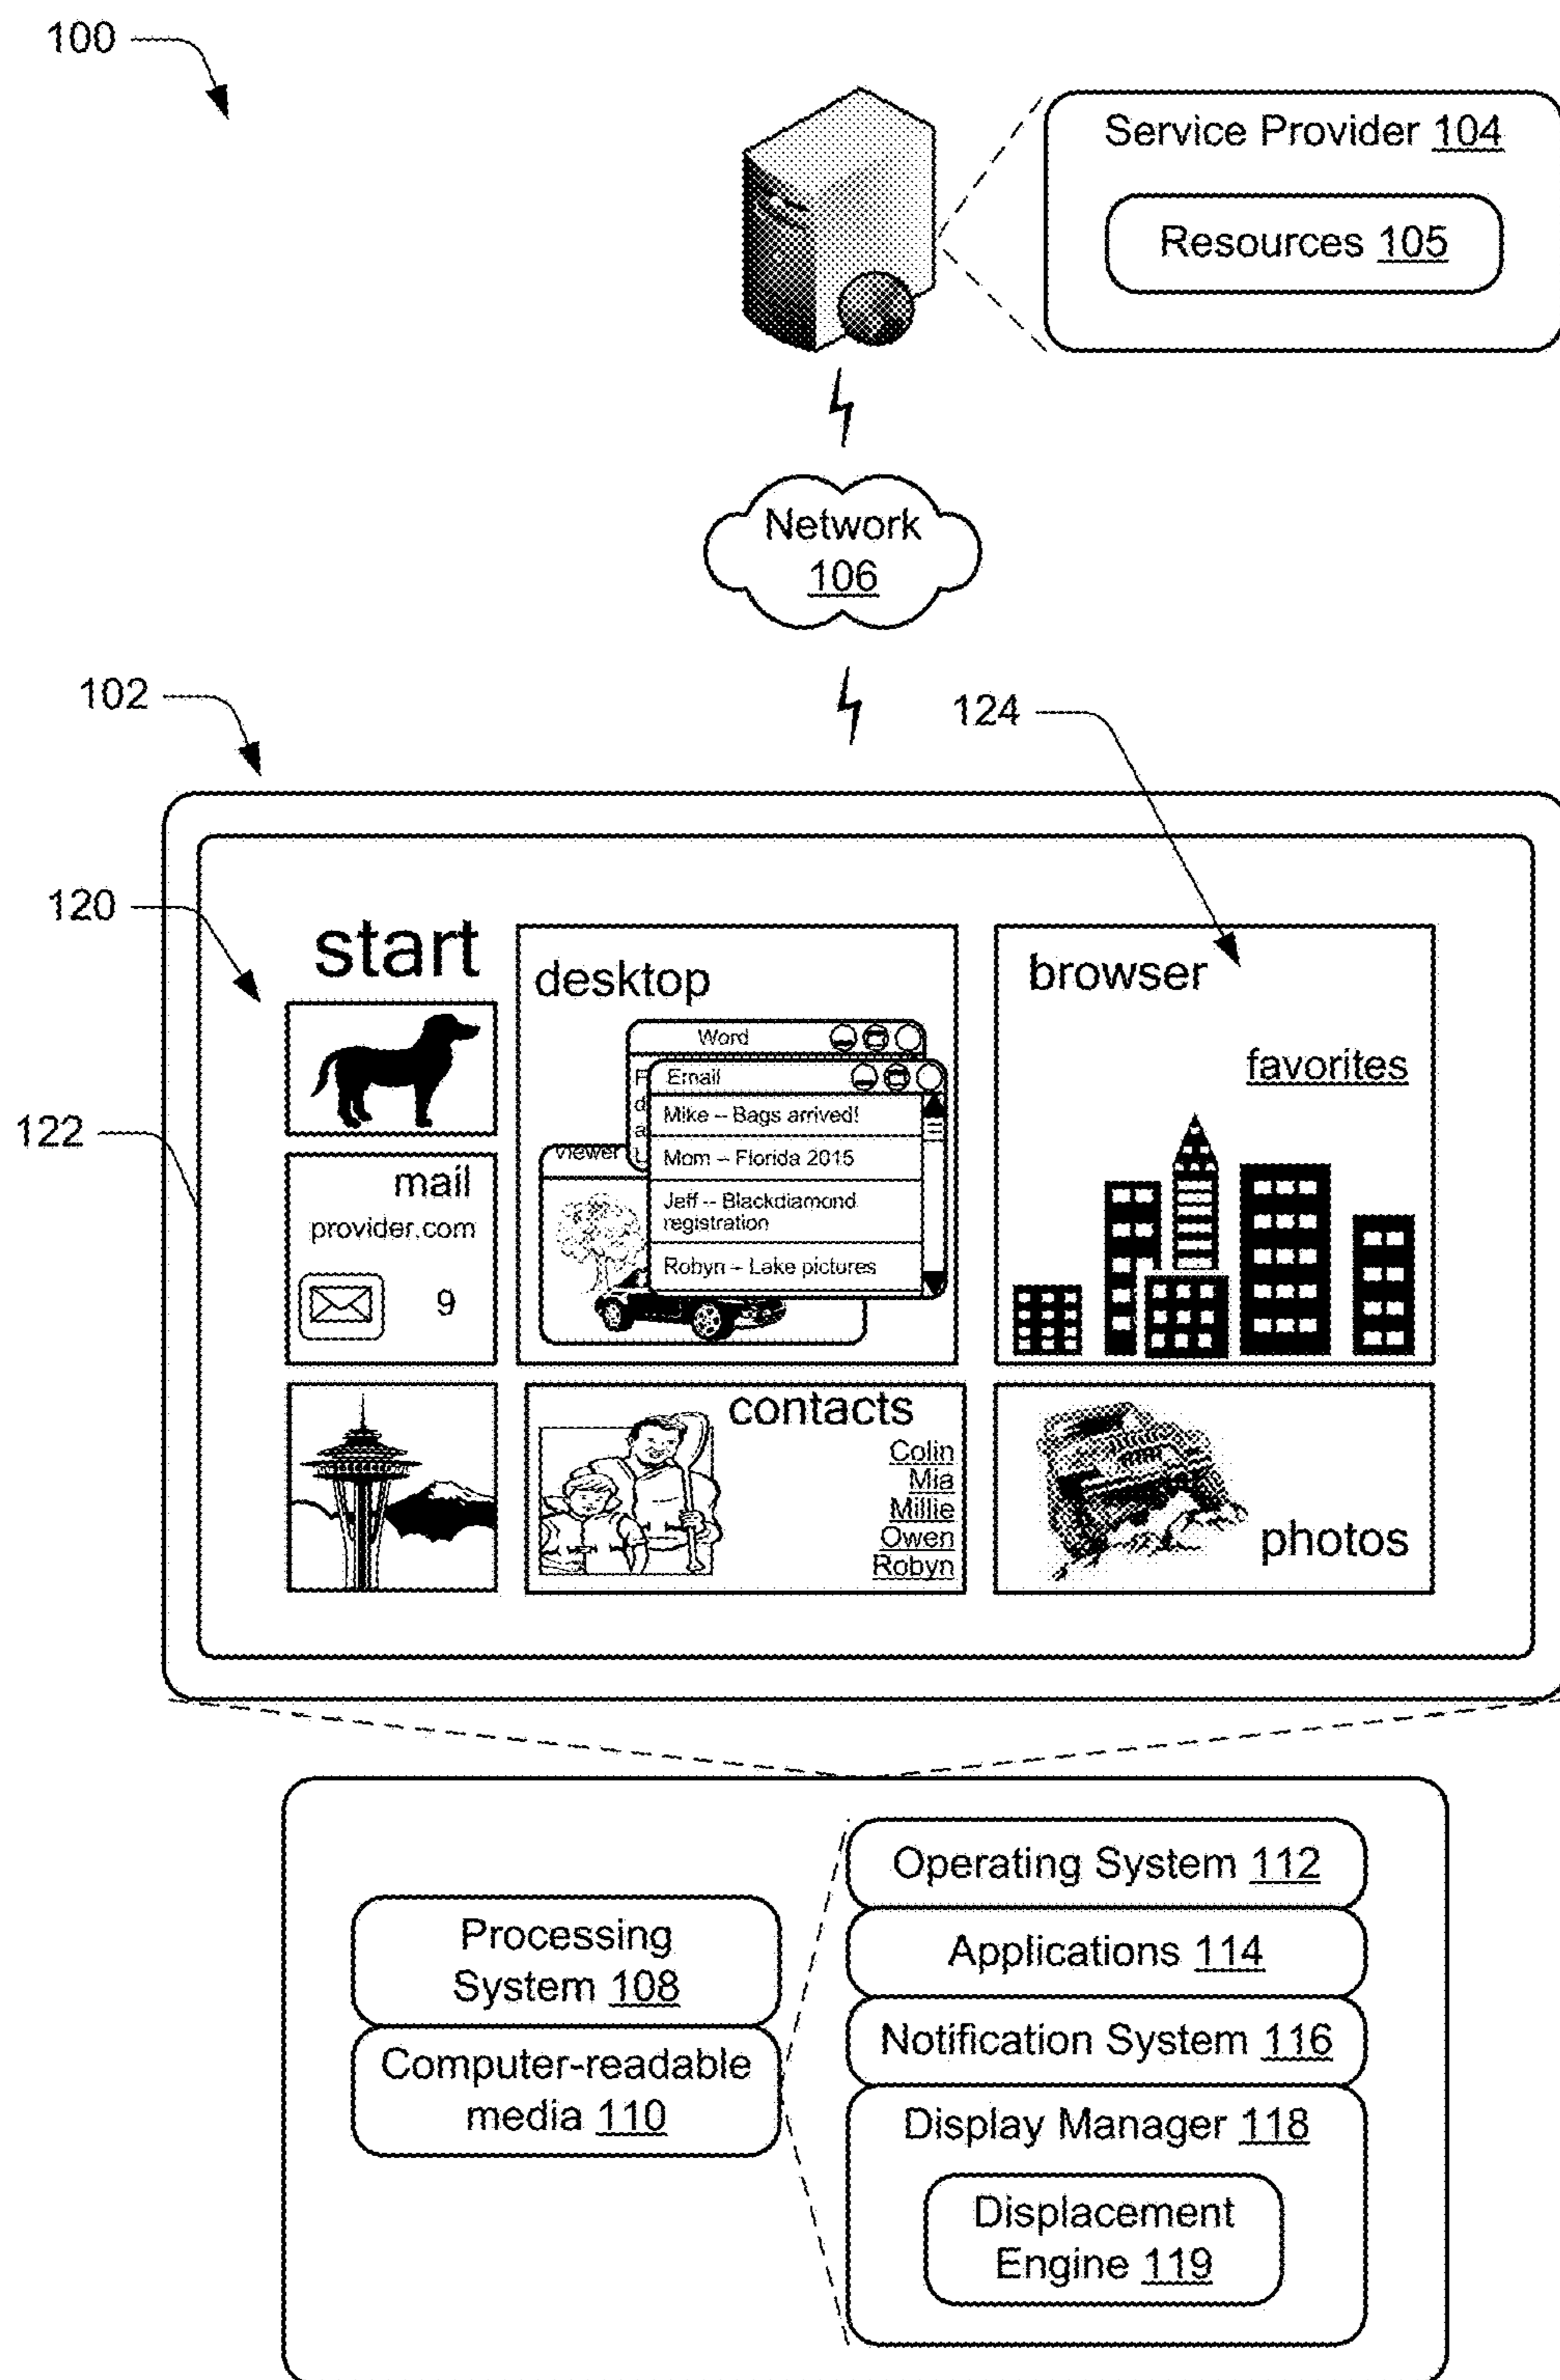 100
Service Provider 104
Resources 105
Network
106
102
124
120
start
desktop
browser
Word
Email
favorites
Mike – Bags arrived!
122
viewer
Mom – Florida 2015
mail
Jeff -- Blackdiamond
registration
provider.com
Robyn – Lake pictures
9
contacts
Colin
Mia
Millie
Owen
Robyn
photos
Operating System 112
Processing
System 108
Applications 114
Notification System 116
Computer-readable
media 110
Display Manager 118
Displacement
Engine 119